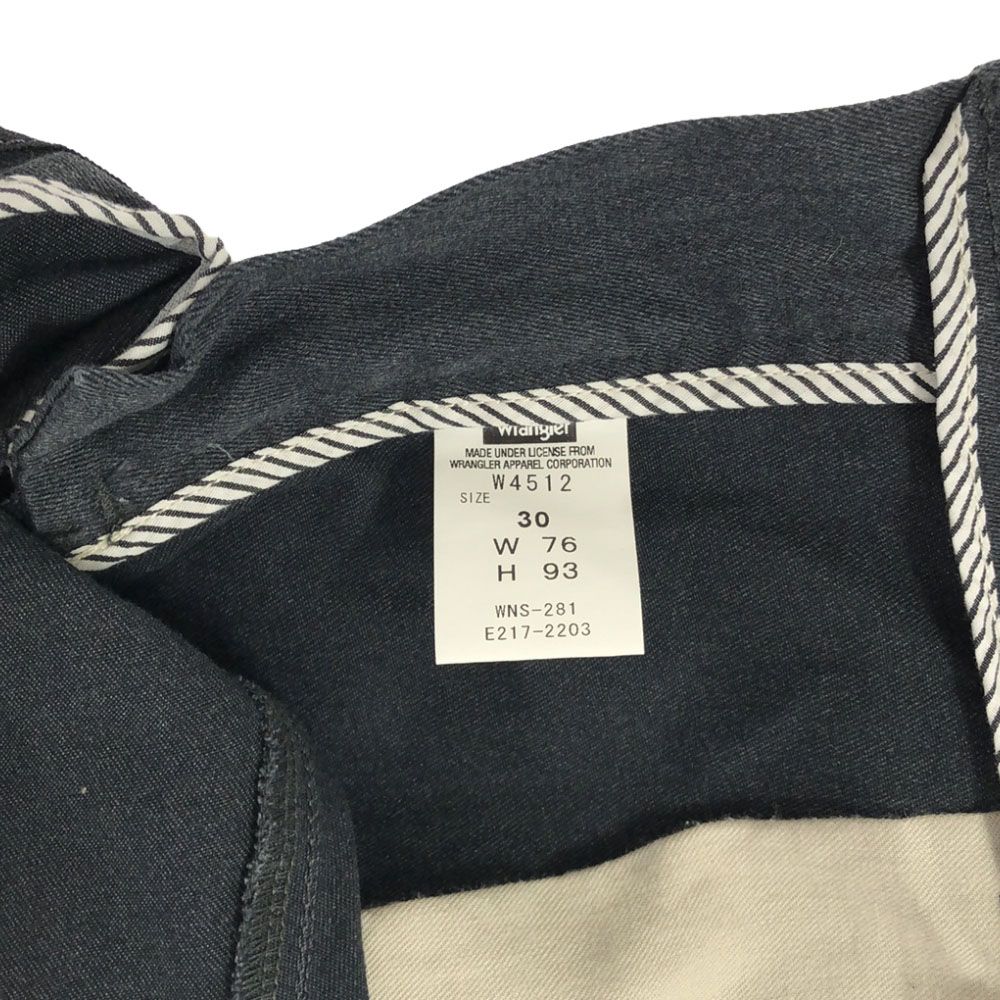 Wrangler
MADE UNDER LICENSE FROM
WRANGLER APPAREL CORPORATION
W4512
SIZE
30
W 76
H 93
WNS-281
E217-2203